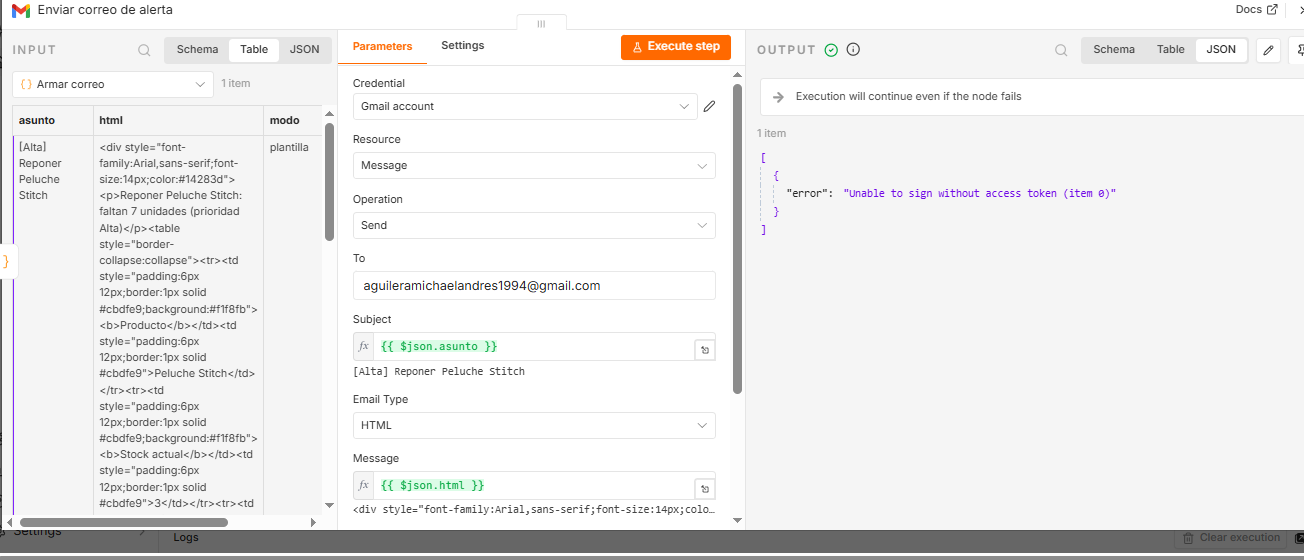 Enviar correo de alerta
Docs
INPUT
Schema
Table
JSON
Armar correo
1 item
asunto
html
modo
[Alta]
Reponer
Peluche
Stitch
<div style="font-
family:Arial,sans-serif;font-
size:14px;color:#14283d">
<p>Reponer Peluche Stitch:
faltan 7 unidades (prioridad
Alta)</p><table
style="border-
collapse:collapse"><tr><td
style="padding:6px
12px;border:1px solid
#cbdfe9;background:#f1f8fb">
<b>Producto</b></td><td
style="padding:6px
12px;border:1px solid
#cbdfe9">Peluche Stitch</td>
</tr><tr><td
style="padding:6px
12px;border:1px solid
#cbdfe9;background:#f1f8fb">
<b>Stock actual</b></td><td
style="padding:6px
12px;border:1px solid
#cbdfe9">3</td></tr><tr><td
plantilla
Parameters
Settings
Execute step
Credential
Gmail account
Resource
Message
Operation
Send
To
aguileramichaelandres1994@gmail.com
Subject
fx {{ $json.asunto }}
[Alta] Reponer Peluche Stitch
Email Type
HTML
Message
fx {{ $json.html }}
<div style="font-family:Arial,sans-serif;font-size:14px;colo…
OUTPUT
Schema
Table
JSON
Execution will continue even if the node fails
1 item
[
{
"error": "Unable to sign without access token (item 0)"
}
]
Settings
Logs
Clear execution